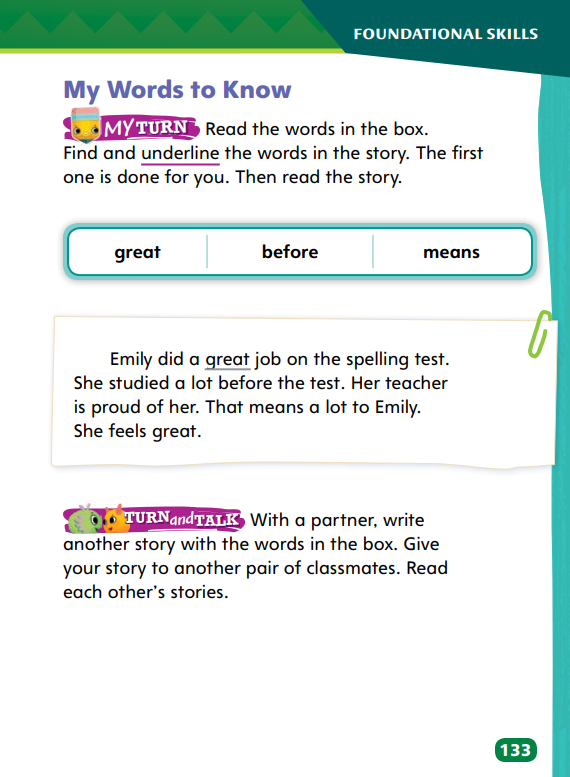 FOUNDATIONAL SKILLS
My Words to Know
MY TURN Read the words in the box.
Find and underline the words in the story. The first
one is done for you. Then read the story.
great before means
Emily did a great job on the spelling test.
She studied a lot before the test. Her teacher
is proud of her. That means a lot to Emily.
She feels great.
TURN and TALK With a partner, write
another story with the words in the box. Give
your story to another pair of classmates. Read
each other's stories.
133